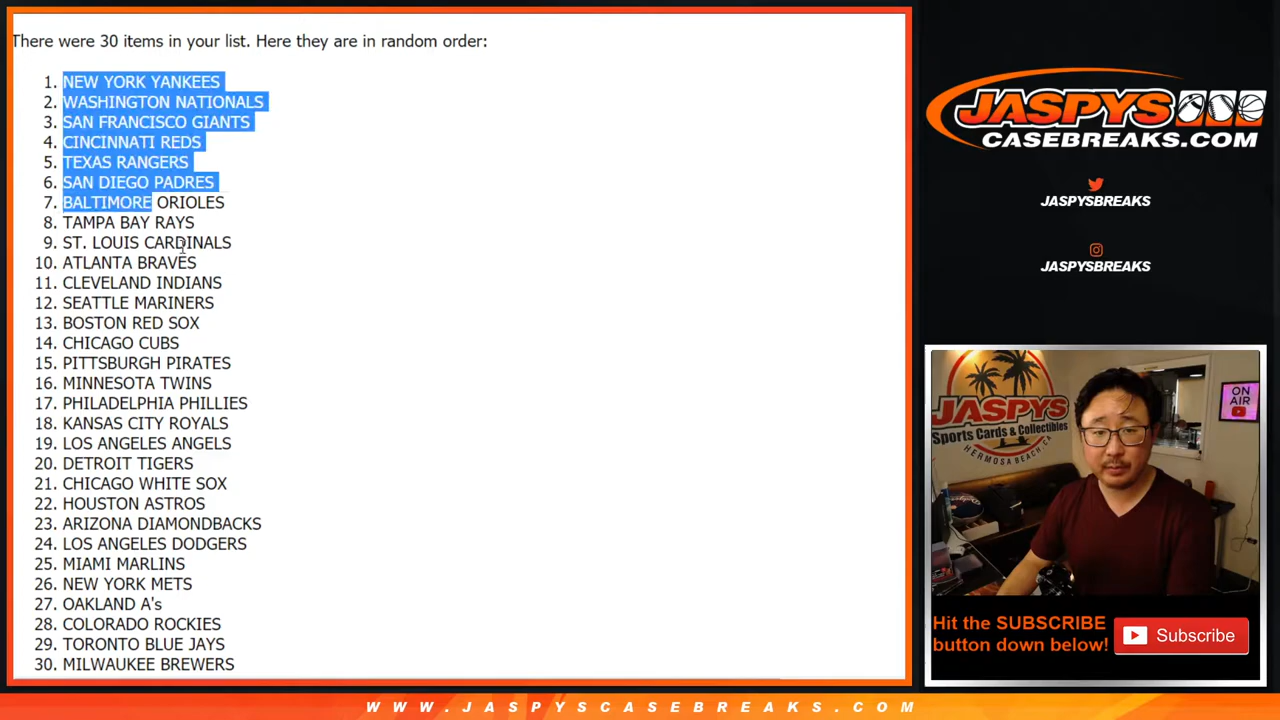 There were 30 items in your list. Here they are in random order:
1. NEW YORK YANKEES
2. WASHINGTON NATIONALS
3. SAN FRANCISCO GIANTS
4. CINCINNATI REDS
5. TEXAS RANGERS
6. SAN DIEGO PADRES
7. BALTIMORE ORIOLES
8. TAMPA BAY RAYS
9. ST. LOUIS CARDINALS
10. ATLANTA BRAVES
11. CLEVELAND INDIANS
12. SEATTLE MARINERS
13. BOSTON RED SOX
14. CHICAGO CUBS
15. PITTSBURGH PIRATES
16. MINNESOTA TWINS
17. PHILADELPHIA PHILLIES
18. KANSAS CITY ROYALS
19. LOS ANGELES ANGELS
20. DETROIT TIGERS
21. CHICAGO WHITE SOX
22. HOUSTON ASTROS
23. ARIZONA DIAMONDBACKS
24. LOS ANGELES DODGERS
25. MIAMI MARLINS
26. NEW YORK METS
27. OAKLAND A's
28. COLORADO ROCKIES
29. TORONTO BLUE JAYS
30. MILWAUKEE BREWERS
JASPYS
CASEBREAKS.COM
JASPYSBREAKS
JASPYSBREAKS
JASPYS
Sports Cards & Collectibles
HERMOSA BEACH, CA
ON
AIR
Hit the SUBSCRIBE
button down below!
Subscribe
WWW.JASPYSCASEBREAKS.COM